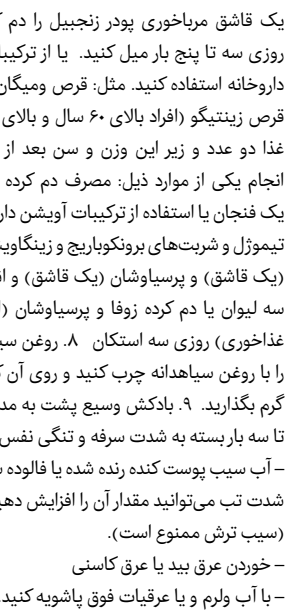 یک قاشق مرباخوری پودر زنجبیل را دم
روزی سه تا پنج بار میل کنید. یا از ترکیبا
داروخانه استفاده کنید. مثل: قرص ومیگار
قرص زینتیگو (افراد بالای ۶۰ سال و بالای
غذا دو عدد و زیر این وزن و سن بعد از
انجام یکی از موارد ذیل: مصرف دم کرده
یک فنجان یا استفاده از ترکیبات آویشن دار
تیموژل و شربت‌های برونکوباریج و زینگاوی
(یک قاشق) و پرسیاوشان (یک قاشق) و ا
سه لیوان یا دم کرده زوفا و پرسیاوشان (
غذاخوری) روزی سه استکان ۸. روغن سی
را با روغن سیاهدانه چرب کنید و روی آن ک
گرم بگذارید. ۹. بادکش وسیع پشت به مد
تا سه بار بسته به شدت سرفه و تنگی نفس
– آب سیب پوست کنده رنده شده یا فالوده س
شدت تب می‌توانید مقدار آن را افزایش دهی
(سیب ترش ممنوع است).
– خوردن عرق بید یا عرق کاسنی
– با آب ولرم و یا عرقیات فوق پاشویه کنید.